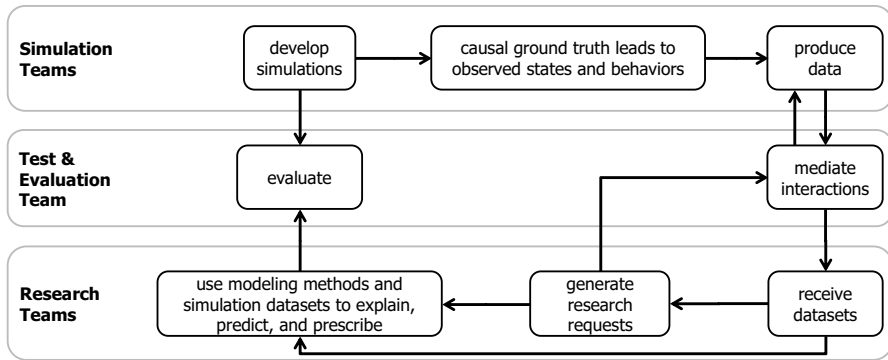 Simulation
Teams
develop
simulations
causal ground truth leads to
observed states and behaviors
produce
data
Test &
Evaluation
Team
evaluate
mediate
interactions
Research
Teams
use modeling methods and
simulation datasets to explain,
predict, and prescribe
generate
research
requests
receive
datasets